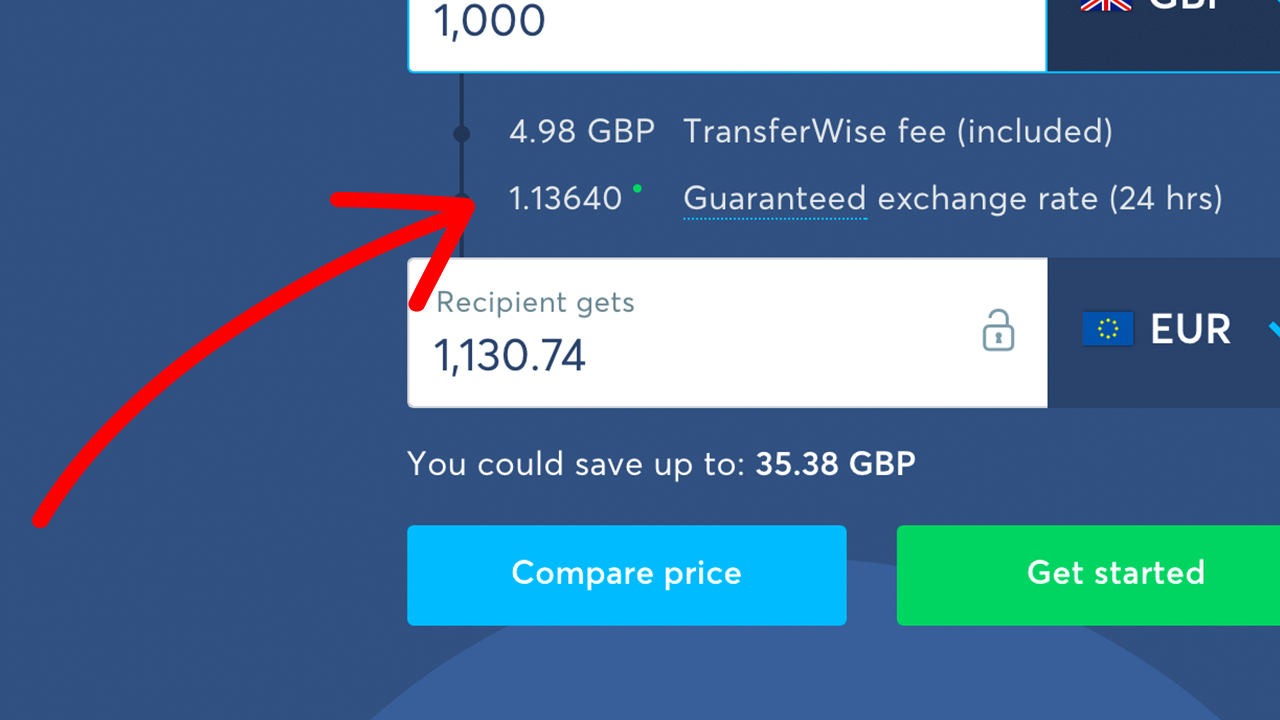 1,000 GBP
4.98 GBP TransferWise fee (included)
1.13640 Guaranteed exchange rate (24 hrs)
Recipient gets
1,130.74 EUR
You could save up to: 35.38 GBP
Compare price Get started